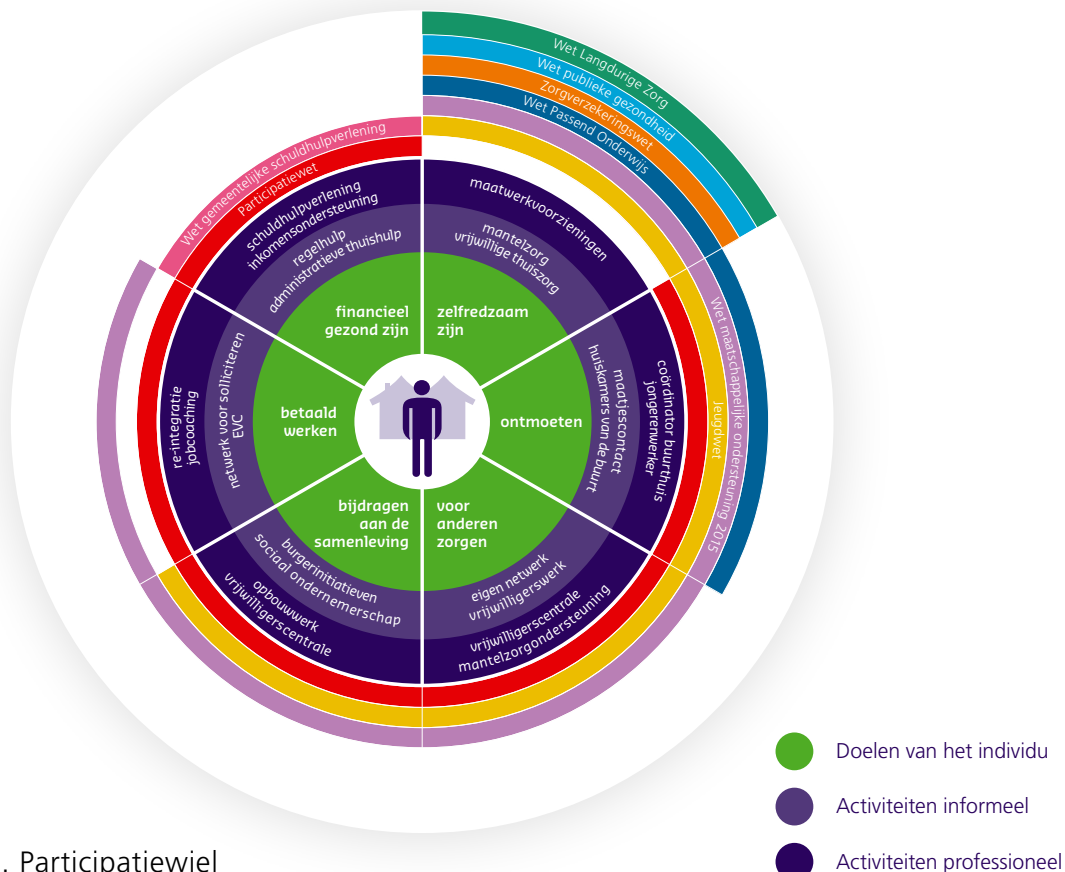 Wet Langdurige Zorg
Wet publieke gezondheid
Zorgverzekeringswet
Wet Passend Onderwijs
Wet maatschappelijke ondersteuning 2015
Jeugdwet
Wet gemeentelijke schuldhulpverlening
Participatiewet
schuldhulpverlening
inkomensondersteuning
regelhulp
administratieve thuishulp
financieel
gezond zijn
maatwerkvoorzieningen
mantelzorg
vrijwillige thuiszorg
zelfredzaam
zijn
coördinator buurthuis
jongerenwerker
maatjescontact
huiskamers van de buurt
ontmoeten
voor
anderen
zorgen
eigen netwerk
vrijwilligerswerk
vrijwilligerscentrale
mantelzorgondersteuning
bijdragen
aan de
samenleving
burgerinitiatieven
sociaal ondernemerschap
opbouwwerk
vrijwilligerscentrale
betaald
werken
netwerk voor solliciteren
EVC
re-integratie
jobcoaching
Doelen van het individu
Activiteiten informeel
Activiteiten professioneel
. Participatiewiel